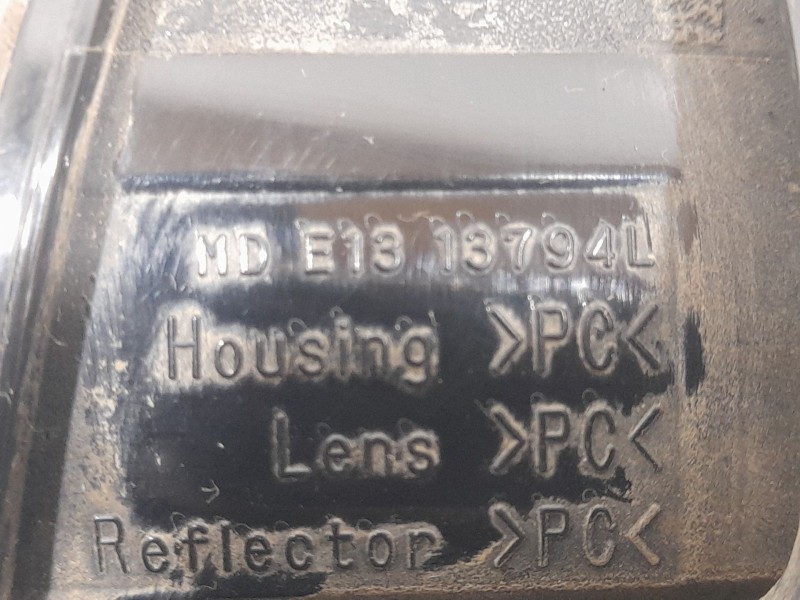 MD E13 13794L
Housing >PC<
Lens >PC<
Reflector >PC<